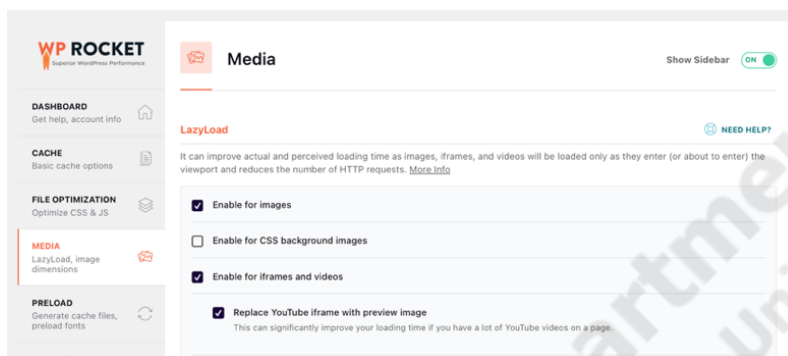 WP ROCKET
Superior WordPress Performance
DASHBOARD
Get help, account info
CACHE
Basic cache options
FILE OPTIMIZATION
Optimize CSS & JS
MEDIA
LazyLoad, image
dimensions
PRELOAD
Generate cache files,
preload fonts
Media
Show Sidebar ON
LazyLoad
NEED HELP?
It can improve actual and perceived loading time as images, iframes, and videos will be loaded only as they enter (or about to enter) the
viewport and reduces the number of HTTP requests. More Info
Enable for images
Enable for CSS background images
Enable for iframes and videos
Replace YouTube iframe with preview image
This can significantly improve your loading time if you have a lot of YouTube videos on a page.